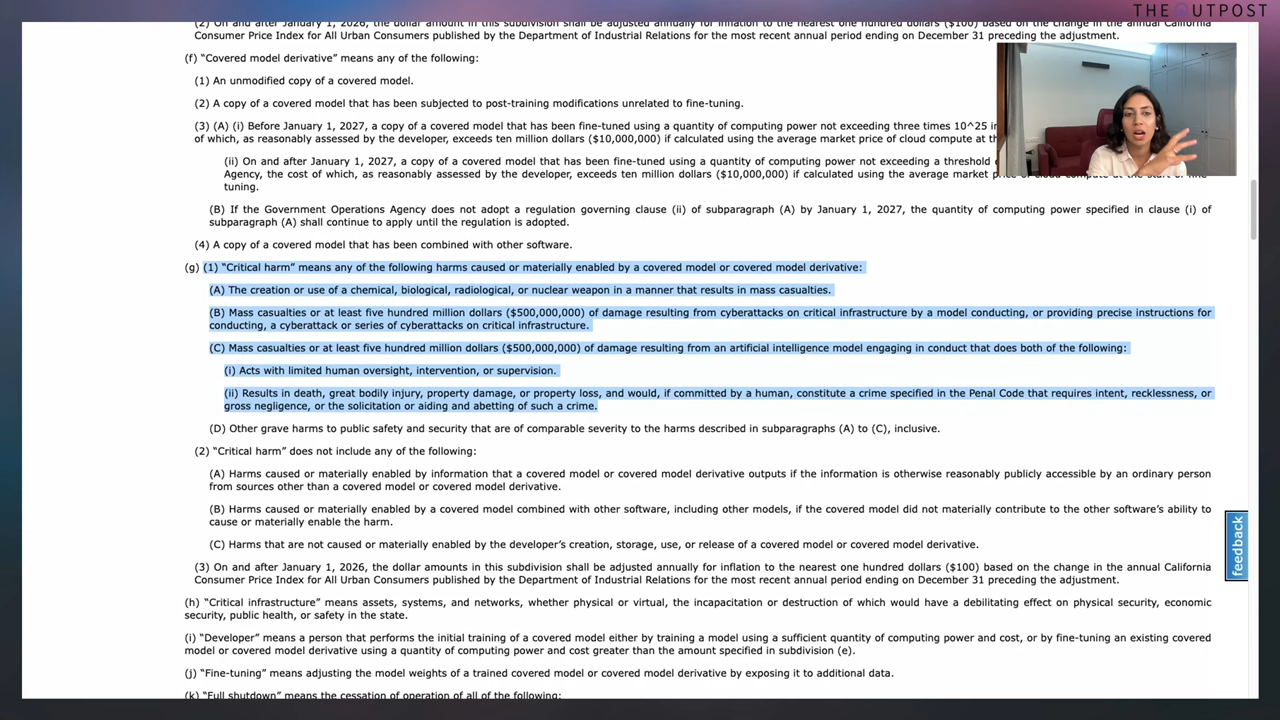 THE OUTPOST
(2) On and after January 1, 2026, the dollar amount in this subdivision shall be adjusted annually for inflation to the nearest one hundred dollars ($100) based on the change in the annual California
Consumer Price Index for All Urban Consumers published by the Department of Industrial Relations for the most recent annual period ending on December 31 preceding the adjustment.
(f) “Covered model derivative” means any of the following:
(1) An unmodified copy of a covered model.
(2) A copy of a covered model that has been subjected to post-training modifications unrelated to fine-tuning.
(3) (A) (i) Before January 1, 2027, a copy of a covered model that has been fine-tuned using a quantity of computing power not exceeding three times 10^25 in
of which, as reasonably assessed by the developer, exceeds ten million dollars ($10,000,000) if calculated using the average market price of cloud compute at th
(ii) On and after January 1, 2027, a copy of a covered model that has been fine-tuned using a quantity of computing power not exceeding a threshold
Agency, the cost of which, as reasonably assessed by the developer, exceeds ten million dollars ($10,000,000) if calculated using the average market price of cloud compute at the start of fine-
tuning.
(B) If the Government Operations Agency does not adopt a regulation governing clause (ii) of subparagraph (A) by January 1, 2027, the quantity of computing power specified in clause (i) of
subparagraph (A) shall continue to apply until the regulation is adopted.
(4) A copy of a covered model that has been combined with other software.
(g) (1) “Critical harm” means any of the following harms caused or materially enabled by a covered model or covered model derivative:
(A) The creation or use of a chemical, biological, radiological, or nuclear weapon in a manner that results in mass casualties.
(B) Mass casualties or at least five hundred million dollars ($500,000,000) of damage resulting from cyberattacks on critical infrastructure by a model conducting, or providing precise instructions for
conducting, a cyberattack or series of cyberattacks on critical infrastructure.
(C) Mass casualties or at least five hundred million dollars ($500,000,000) of damage resulting from an artificial intelligence model engaging in conduct that does both of the following:
(i) Acts with limited human oversight, intervention, or supervision.
(ii) Results in death, great bodily injury, property damage, or property loss, and would, if committed by a human, constitute a crime specified in the Penal Code that requires intent, recklessness, or
gross negligence, or the solicitation or aiding and abetting of such a crime.
(D) Other grave harms to public safety and security that are of comparable severity to the harms described in subparagraphs (A) to (C), inclusive.
(2) “Critical harm” does not include any of the following:
(A) Harms caused or materially enabled by information that a covered model or covered model derivative outputs if the information is otherwise reasonably publicly accessible by an ordinary person
from sources other than a covered model or covered model derivative.
(B) Harms caused or materially enabled by a covered model combined with other software, including other models, if the covered model did not materially contribute to the other software’s ability to
cause or materially enable the harm.
(C) Harms that are not caused or materially enabled by the developer’s creation, storage, use, or release of a covered model or covered model derivative.
(3) On and after January 1, 2026, the dollar amounts in this subdivision shall be adjusted annually for inflation to the nearest one hundred dollars ($100) based on the change in the annual California
Consumer Price Index for All Urban Consumers published by the Department of Industrial Relations for the most recent annual period ending on December 31 preceding the adjustment.
(h) “Critical infrastructure” means assets, systems, and networks, whether physical or virtual, the incapacitation or destruction of which would have a debilitating effect on physical security, economic
security, public health, or safety in the state.
(i) “Developer” means a person that performs the initial training of a covered model either by training a model using a sufficient quantity of computing power and cost, or by fine-tuning an existing covered
model or covered model derivative using a quantity of computing power and cost greater than the amount specified in subdivision (e).
(j) “Fine-tuning” means adjusting the model weights of a trained covered model or covered model derivative by exposing it to additional data.
(k) “Full shutdown” means the cessation of operation of all of the following:
feedback